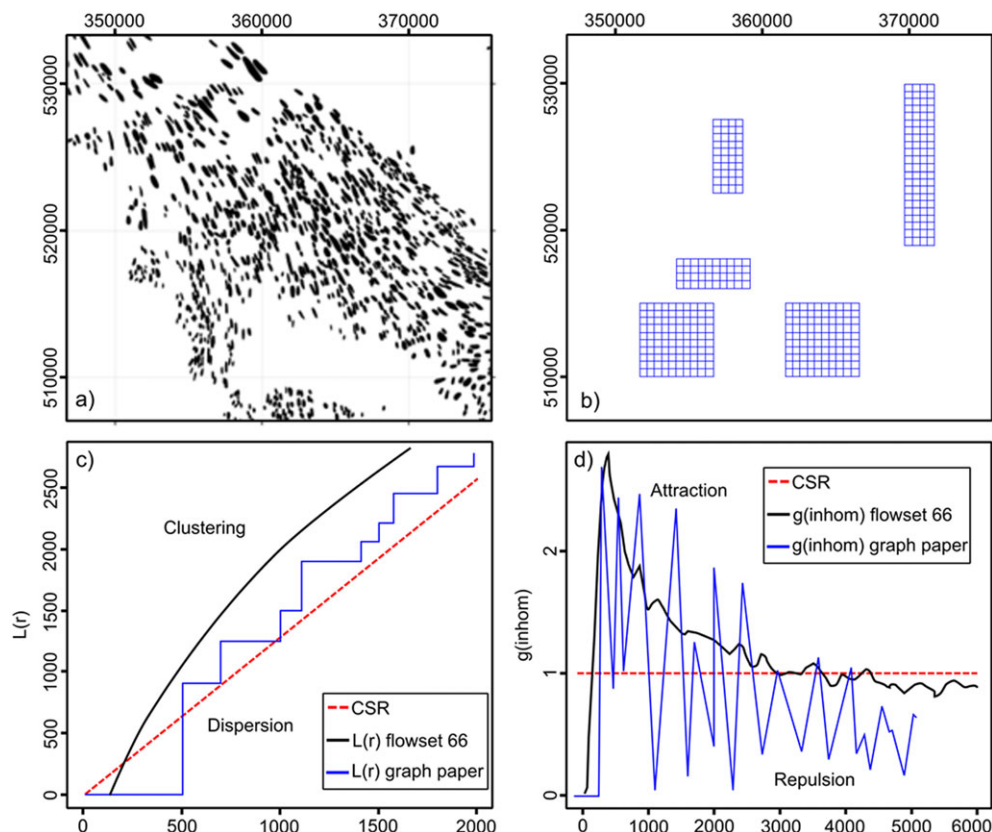 350000 360000 370000
350000 360000 370000
530000
520000
510000
a)
530000
520000
510000
b)
c)
2500
2000
1500
1000
500
0
L(r)
Clustering
Dispersion
CSR
L(r) flowset 66
L(r) graph paper
0 500 1000 1500 2000
d)
2
1
0
g(inhom)
Attraction
CSR
g(inhom) flowset 66
g(inhom) graph paper
Repulsion
0 1000 2000 3000 4000 5000 6000